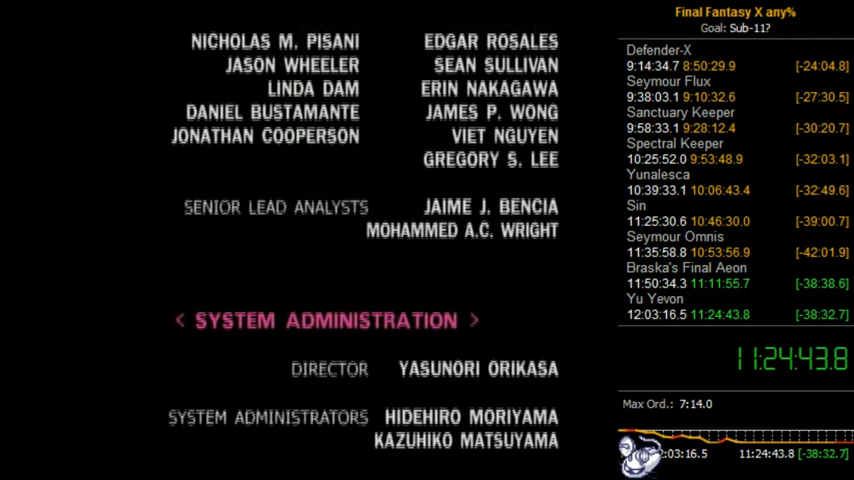 NICHOLAS M. PISANI EDGAR ROSALES
JASON WHEELER SEAN SULLIVAN
LINDA DAM ERIN NAKAGAWA
DANIEL BUSTAMANTE JAMES P. WONG
JONATHAN COOPERSON VIET NGUYEN
GREGORY S. LEE
SENIOR LEAD ANALYSTS JAIME J. BENCIA
MOHAMMED A.C. WRIGHT
< SYSTEM ADMINISTRATION >
DIRECTOR YASUNORI ORIKASA
SYSTEM ADMINISTRATORS HIDEHIRO MORIYAMA
KAZUHIKO MATSUYAMA
Final Fantasy X any%
Goal: Sub-11?
Defender-X
9:14:34.7 8:50:29.9 [-24:04.8]
Seymour Flux
9:38:03.1 9:10:32.6 [-27:30.5]
Sanctuary Keeper
9:58:33.1 9:28:12.4 [-30:20.7]
Spectral Keeper
10:25:52.0 9:53:48.9 [-32:03.1]
Yunalesca
10:39:33.1 10:06:43.4 [-32:49.6]
Sin
11:25:30.6 10:46:30.0 [-39:00.7]
Seymour Omnis
11:35:58.8 10:53:56.9 [-42:01.9]
Braska's Final Aeon
11:50:34.3 11:11:55.7 [-38:38.6]
Yu Yevon
12:03:16.5 11:24:43.8 [-38:32.7]
11:24:43.8
Max Ord.: 7:14.0
2:03:16.5 11:24:43.8 [-38:32.7]